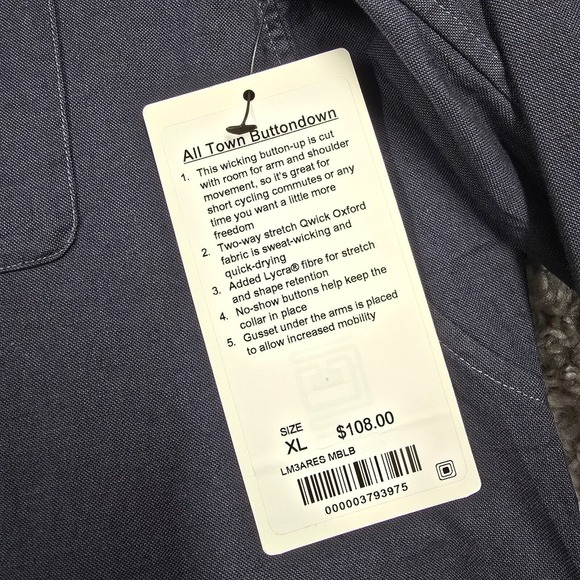 All Town Buttondown
1. This wicking button-up is cut
with room for arm and shoulder
movement, so it's great for
short cycling commutes or any
time you want a little more
freedom
2. Two-way stretch Qwick Oxford
fabric is sweat-wicking and
quick-drying
3. Added Lycra® fibre for stretch
and shape retention
4. No-show buttons help keep the
collar in place
5. Gusset under the arms is placed
to allow increased mobility
SIZE
XL $108.00
LM3ARES MBLB
000003793975